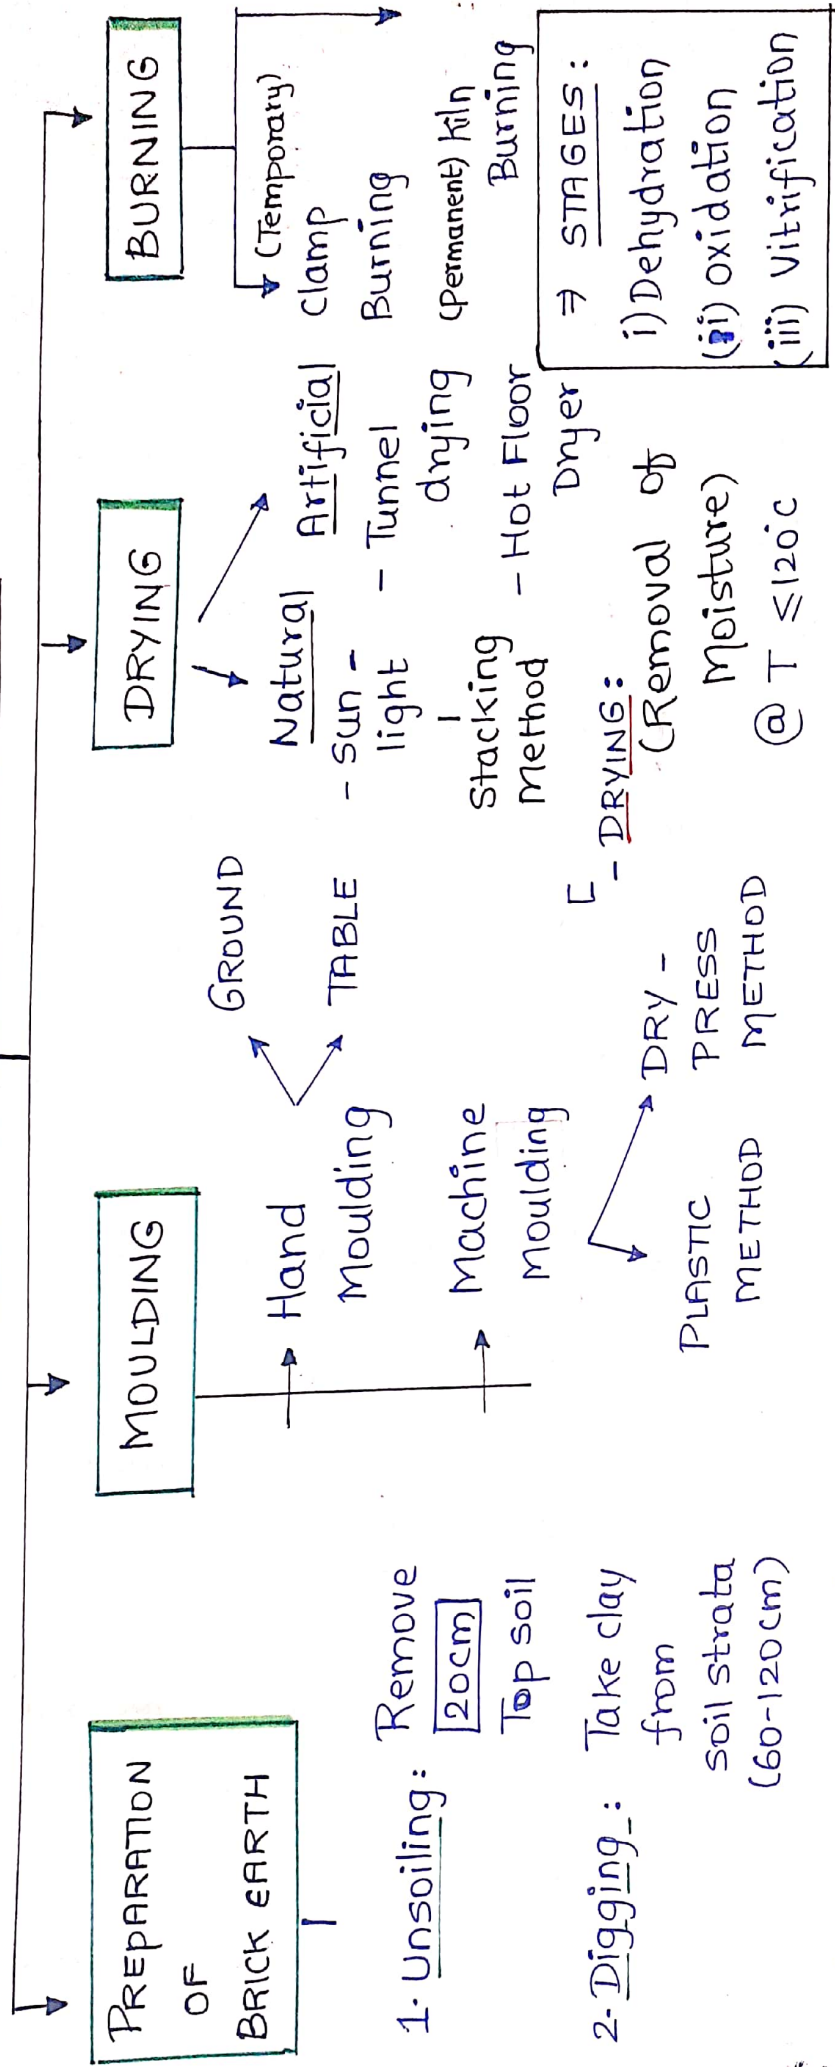 PREPARATION
OF
BRICK EARTH
1- Unsoiling: Remove
20cm
Top soil
2- Digging: Take clay
from
soil strata
(60-120cm)
MOULDING
Hand
Moulding
GROUND
TABLE
Machine
Moulding
PLASTIC
METHOD
DRY-
PRESS
METHOD
DRYING
Natural
- Sun-
light
Stacking
Method
Artificial
- Tunnel
drying
- Hot Floor
Dryer
- DRYING:
(Removal of
Moisture)
@ T ≤120°C
BURNING
(Temporary)
Clamp
Burning
(Permanent) Kiln
Burning
⇒ STAGES:
i) Dehydration
(ii) Oxidation
(iii) Vitrification